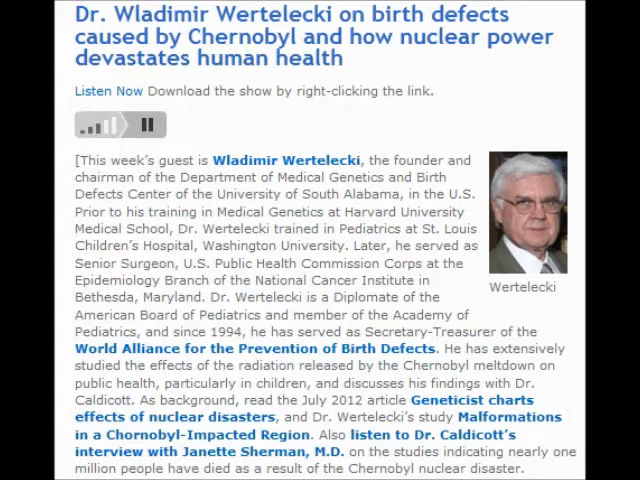 Dr. Wladimir Wertelecki on birth defects
caused by Chernobyl and how nuclear power
devastates human health
Listen Now Download the show by right-clicking the link.
[This week's guest is Wladimir Wertelecki, the founder and
chairman of the Department of Medical Genetics and Birth
Defects Center of the University of South Alabama, in the U.S.
Prior to his training in Medical Genetics at Harvard University
Medical School, Dr. Wertelecki trained in Pediatrics at St. Louis
Children's Hospital, Washington University. Later, he served as
Senior Surgeon, U.S. Public Health Commission Corps at the
Epidemiology Branch of the National Cancer Institute in
Bethesda, Maryland. Dr. Wertelecki is a Diplomate of the
American Board of Pediatrics and member of the Academy of
Pediatrics, and since 1994, he has served as Secretary-Treasurer of the
World Alliance for the Prevention of Birth Defects. He has extensively
studied the effects of the radiation released by the Chernobyl meltdown on
public health, particularly in children, and discusses his findings with Dr.
Caldicott. As background, read the July 2012 article Geneticist charts
effects of nuclear disasters, and Dr. Wertelecki's study Malformations
in a Chornobyl-Impacted Region. Also listen to Dr. Caldicott's
interview with Janette Sherman, M.D. on the studies indicating nearly one
million people have died as a result of the Chernobyl nuclear disaster.
Wertelecki